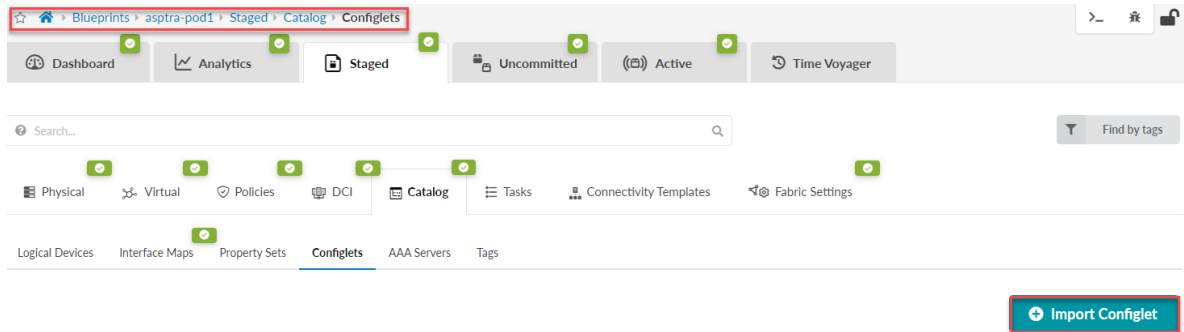 Blueprints › asptra-pod1 › Staged › Catalog › Configlets
>_
Dashboard Analytics Staged Uncommitted Active Time Voyager
Search... Find by tags
Physical Virtual Policies DCI Catalog Tasks Connectivity Templates Fabric Settings
Logical Devices Interface Maps Property Sets Configlets AAA Servers Tags
Import Configlet